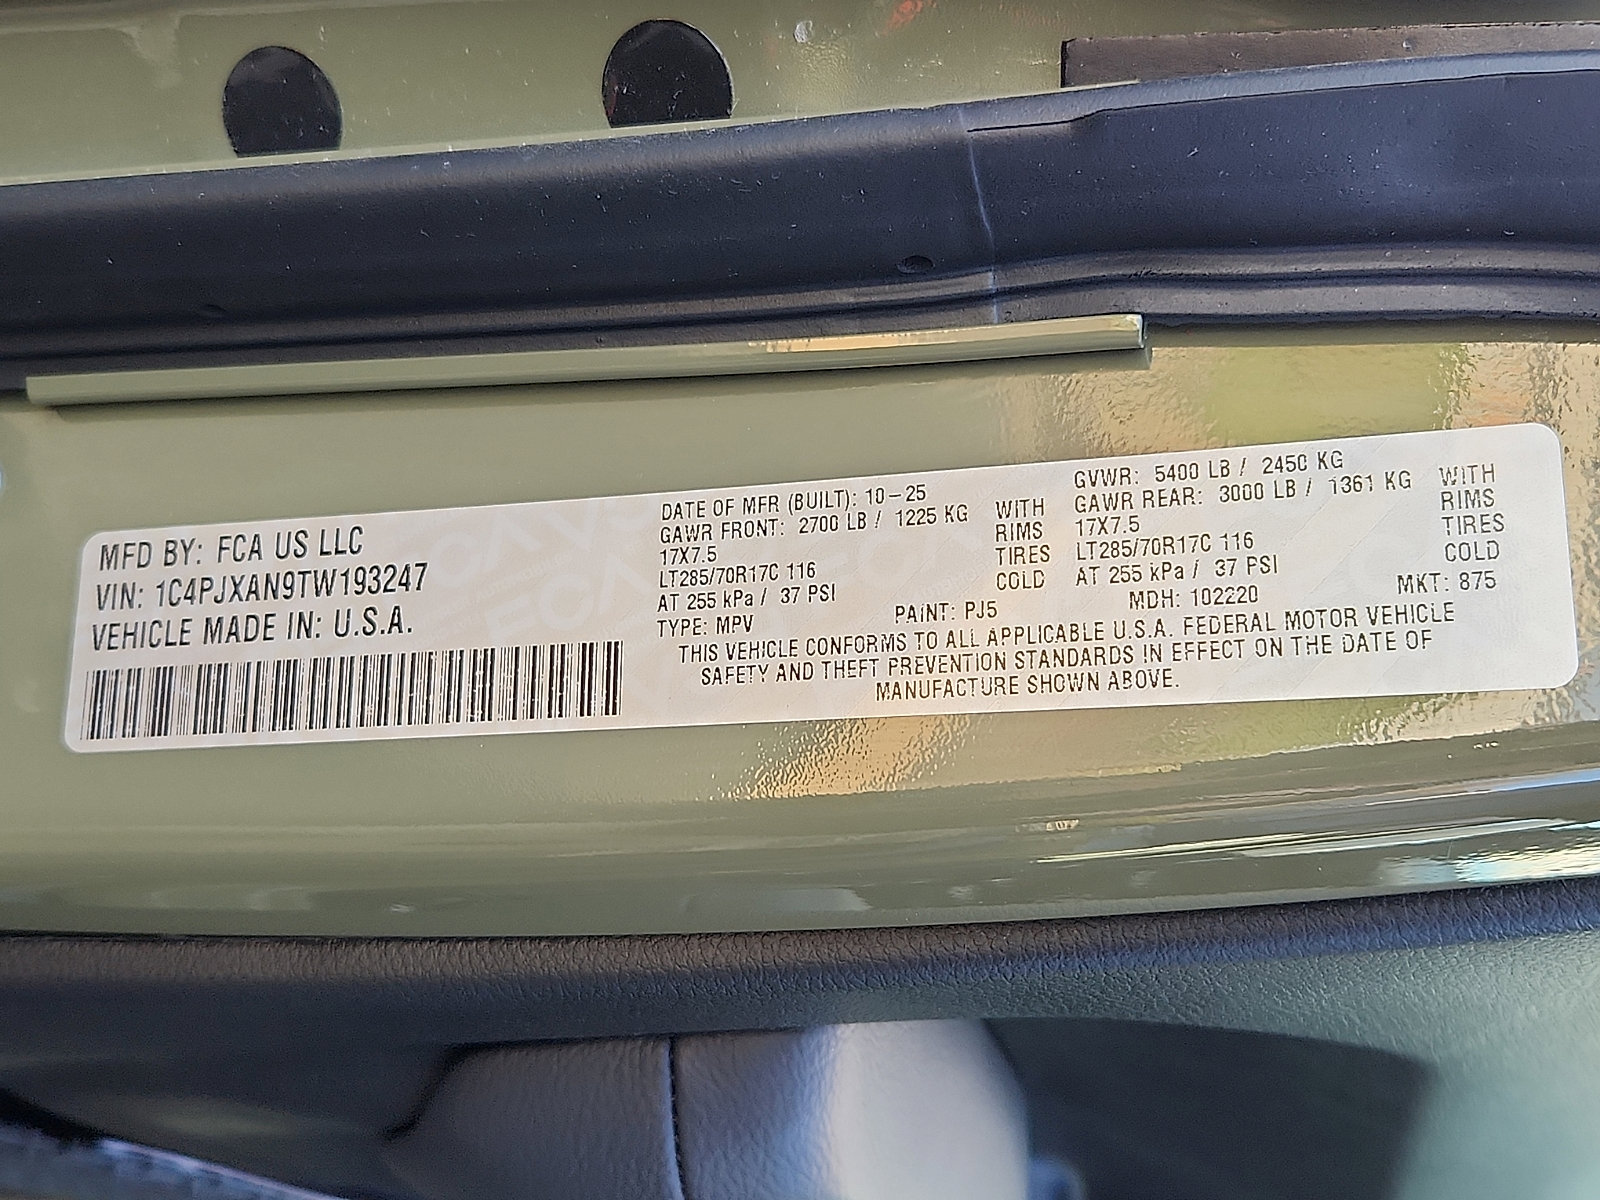 MFD BY: FCA US LLC
VIN: 1C4PJXAN9TW193247
VEHICLE MADE IN: U.S.A.
DATE OF MFR (BUILT): 10-25
GAWR FRONT: 2700 LB / 1225 KG WITH
17X7.5 RIMS
LT285/70R17C 116 TIRES
AT 255 kPa / 37 PSI COLD
GVWR: 5400 LB / 2450 KG
GAWR REAR: 3000 LB / 1361 KG WITH
17X7.5 RIMS
LT285/70R17C 116 TIRES
AT 255 kPa / 37 PSI COLD
TYPE: MPV PAINT: PJ5 MDH: 102220 MKT: 875
THIS VEHICLE CONFORMS TO ALL APPLICABLE U.S.A. FEDERAL MOTOR VEHICLE
SAFETY AND THEFT PREVENTION STANDARDS IN EFFECT ON THE DATE OF
MANUFACTURE SHOWN ABOVE.